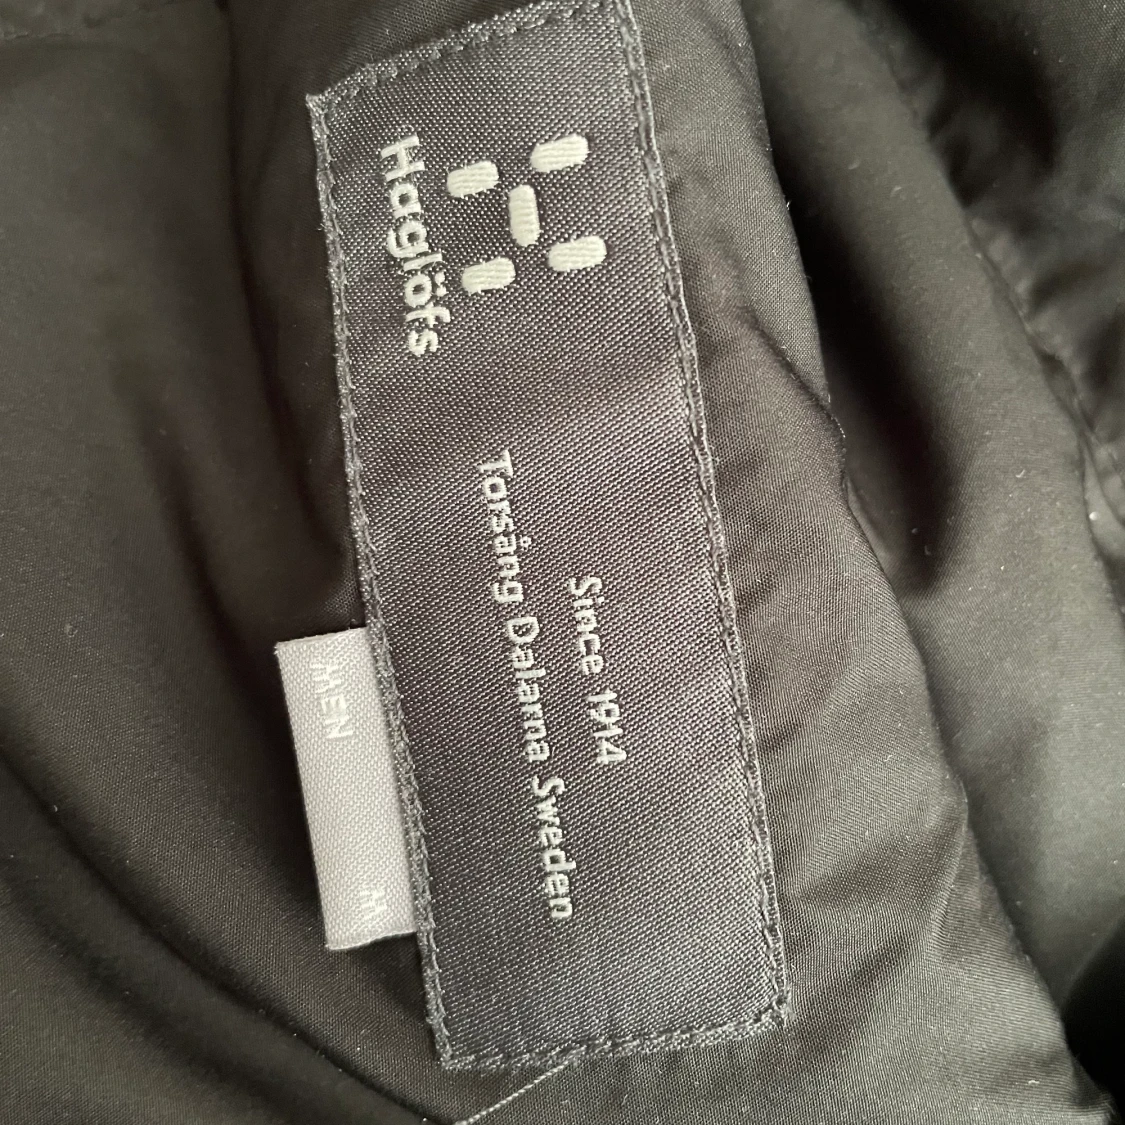 Haglöfs
Since 1914
Torsång Dalarna Sweden
MEN M